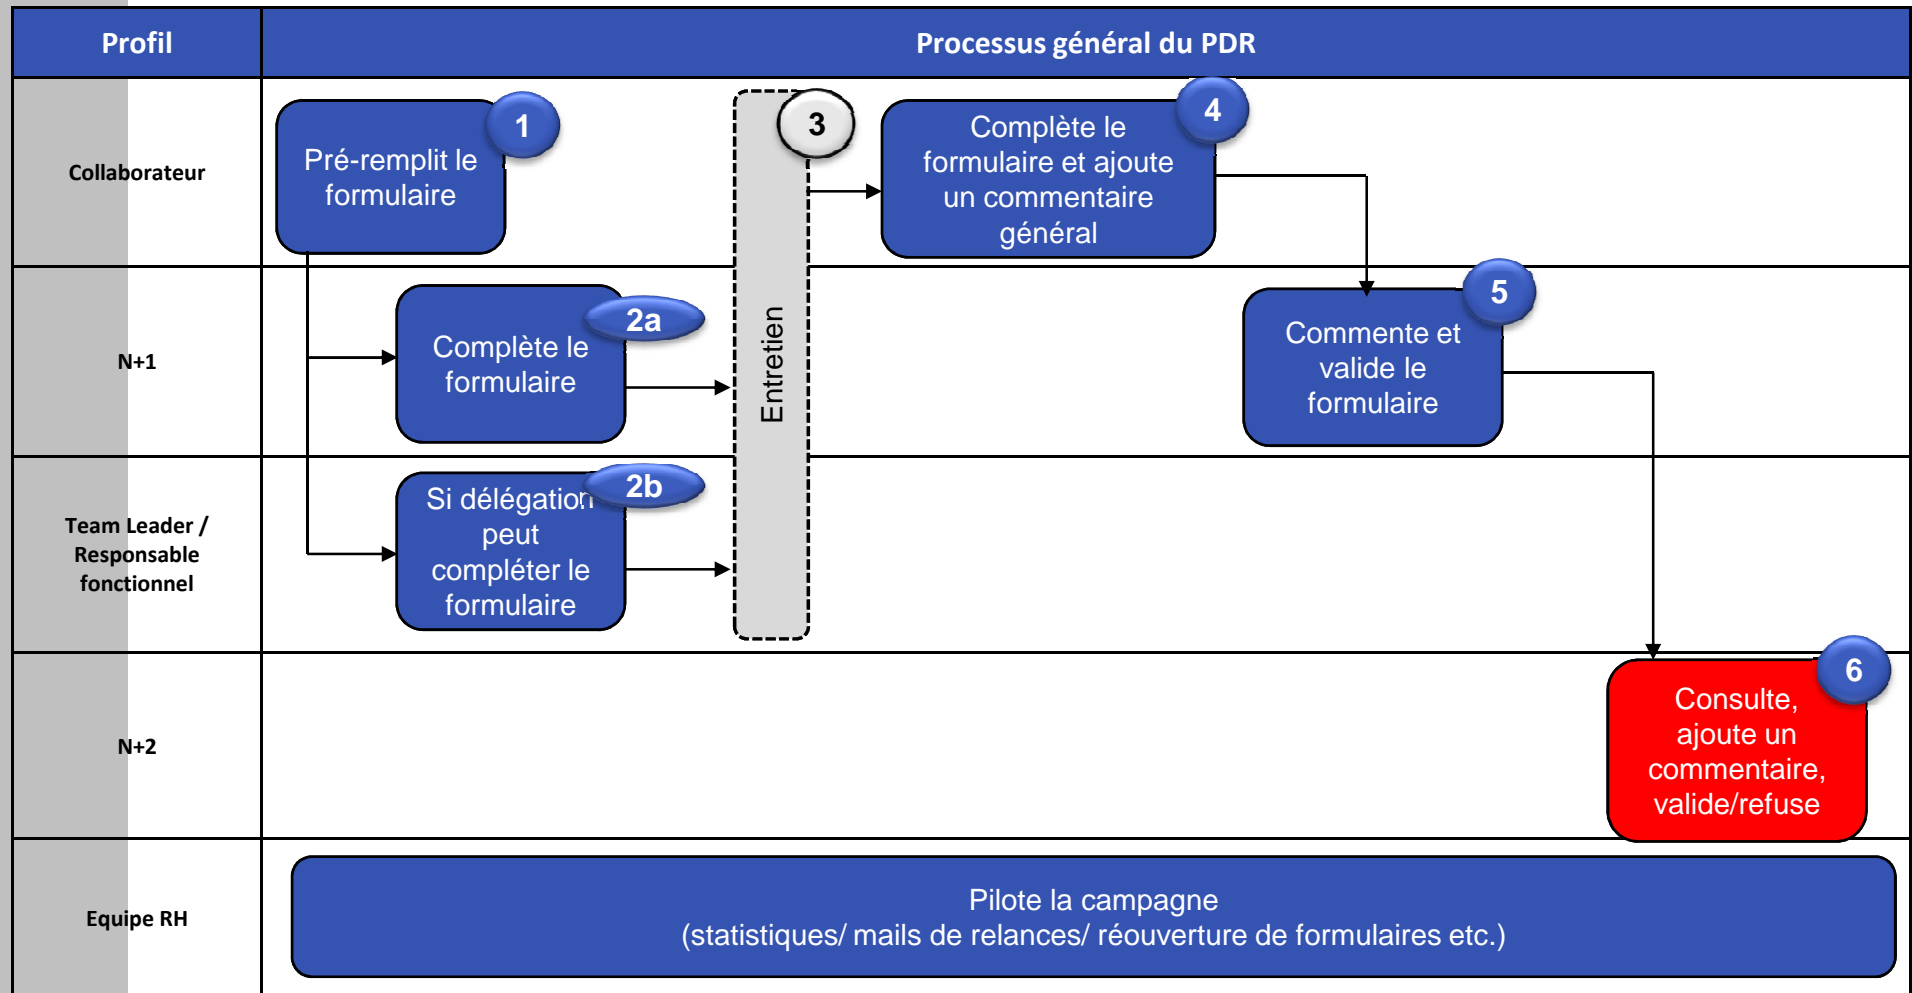 Profil
Processus général du PDR
Collaborateur
1
Pré-remplit le
formulaire
3
4
Complète le
formulaire et ajoute
un commentaire
général
N+1
2a
Complète le
formulaire
Entretien
5
Commente et
valide le
formulaire
Team Leader /
Responsable
fonctionnel
2b
Si délégation
peut
compléter le
formulaire
N+2
6
Consulte,
ajoute un
commentaire,
valide/refuse
Equipe RH
Pilote la campagne
(statistiques/ mails de relances/ réouverture de formulaires etc.)